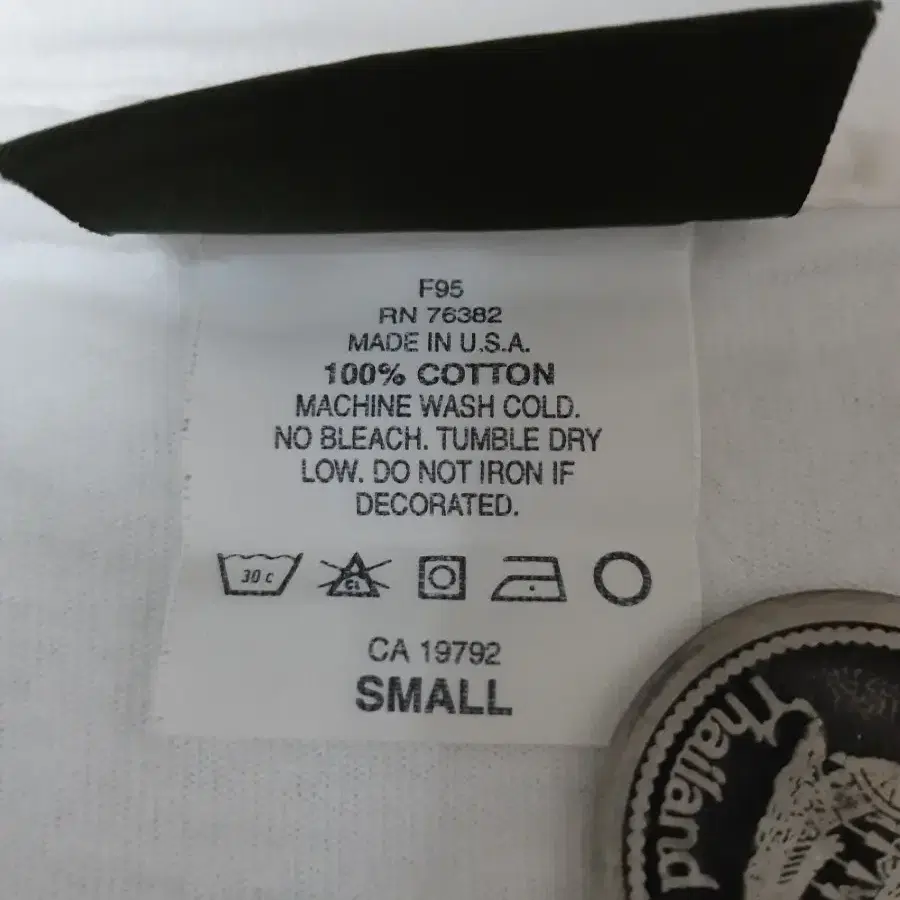 F95
RN 76382
MADE IN U.S.A.
100% COTTON
MACHINE WASH COLD.
NO BLEACH. TUMBLE DRY
LOW. DO NOT IRON IF
DECORATED.
30 c
CL
CA 19792
SMALL
Thailand